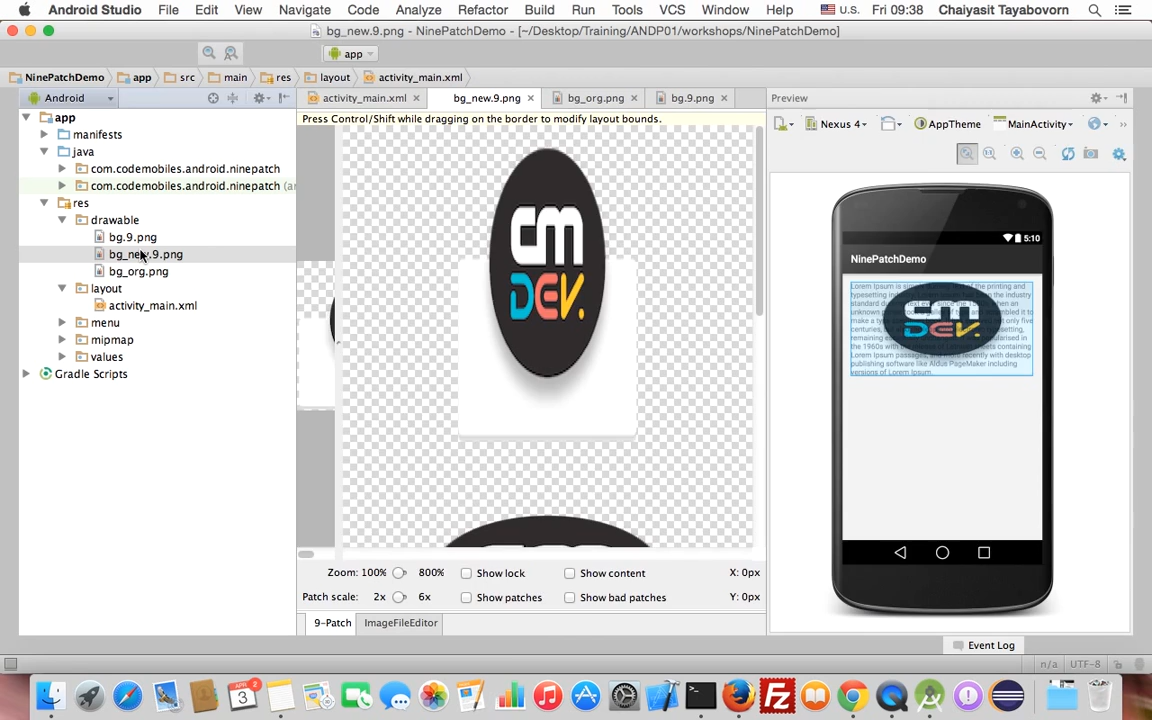 Android Studio File Edit View Navigate Code Analyze Refactor Build Run Tools VCS Window Help U.S. Fri 09:38 Chaiyasit Tayabovorn
bg_new.9.png - NinePatchDemo - [~/Desktop/Training/ANDP01/workshops/NinePatchDemo]
app
NinePatchDemo app src main res layout activity_main.xml
Android
activity_main.xml bg_new.9.png bg_org.png bg.9.png
Preview
Press Control/Shift while dragging on the border to modify layout bounds.
Nexus 4 AppTheme MainActivity
app
manifests
java
com.codemobiles.android.ninepatch
com.codemobiles.android.ninepatch (ar
res
drawable
bg.9.png
bg_new.9.png
bg_org.png
layout
activity_main.xml
menu
mipmap
values
Gradle Scripts
cm
DEV.
5:10
NinePatchDemo
cm
DEV.
Zoom: 100% 800% Show lock Show content X: 0px
Patch scale: 2x 6x Show patches Show bad patches Y: 0px
9-Patch ImageFileEditor
Event Log
n/a UTF-8
APR 2
3